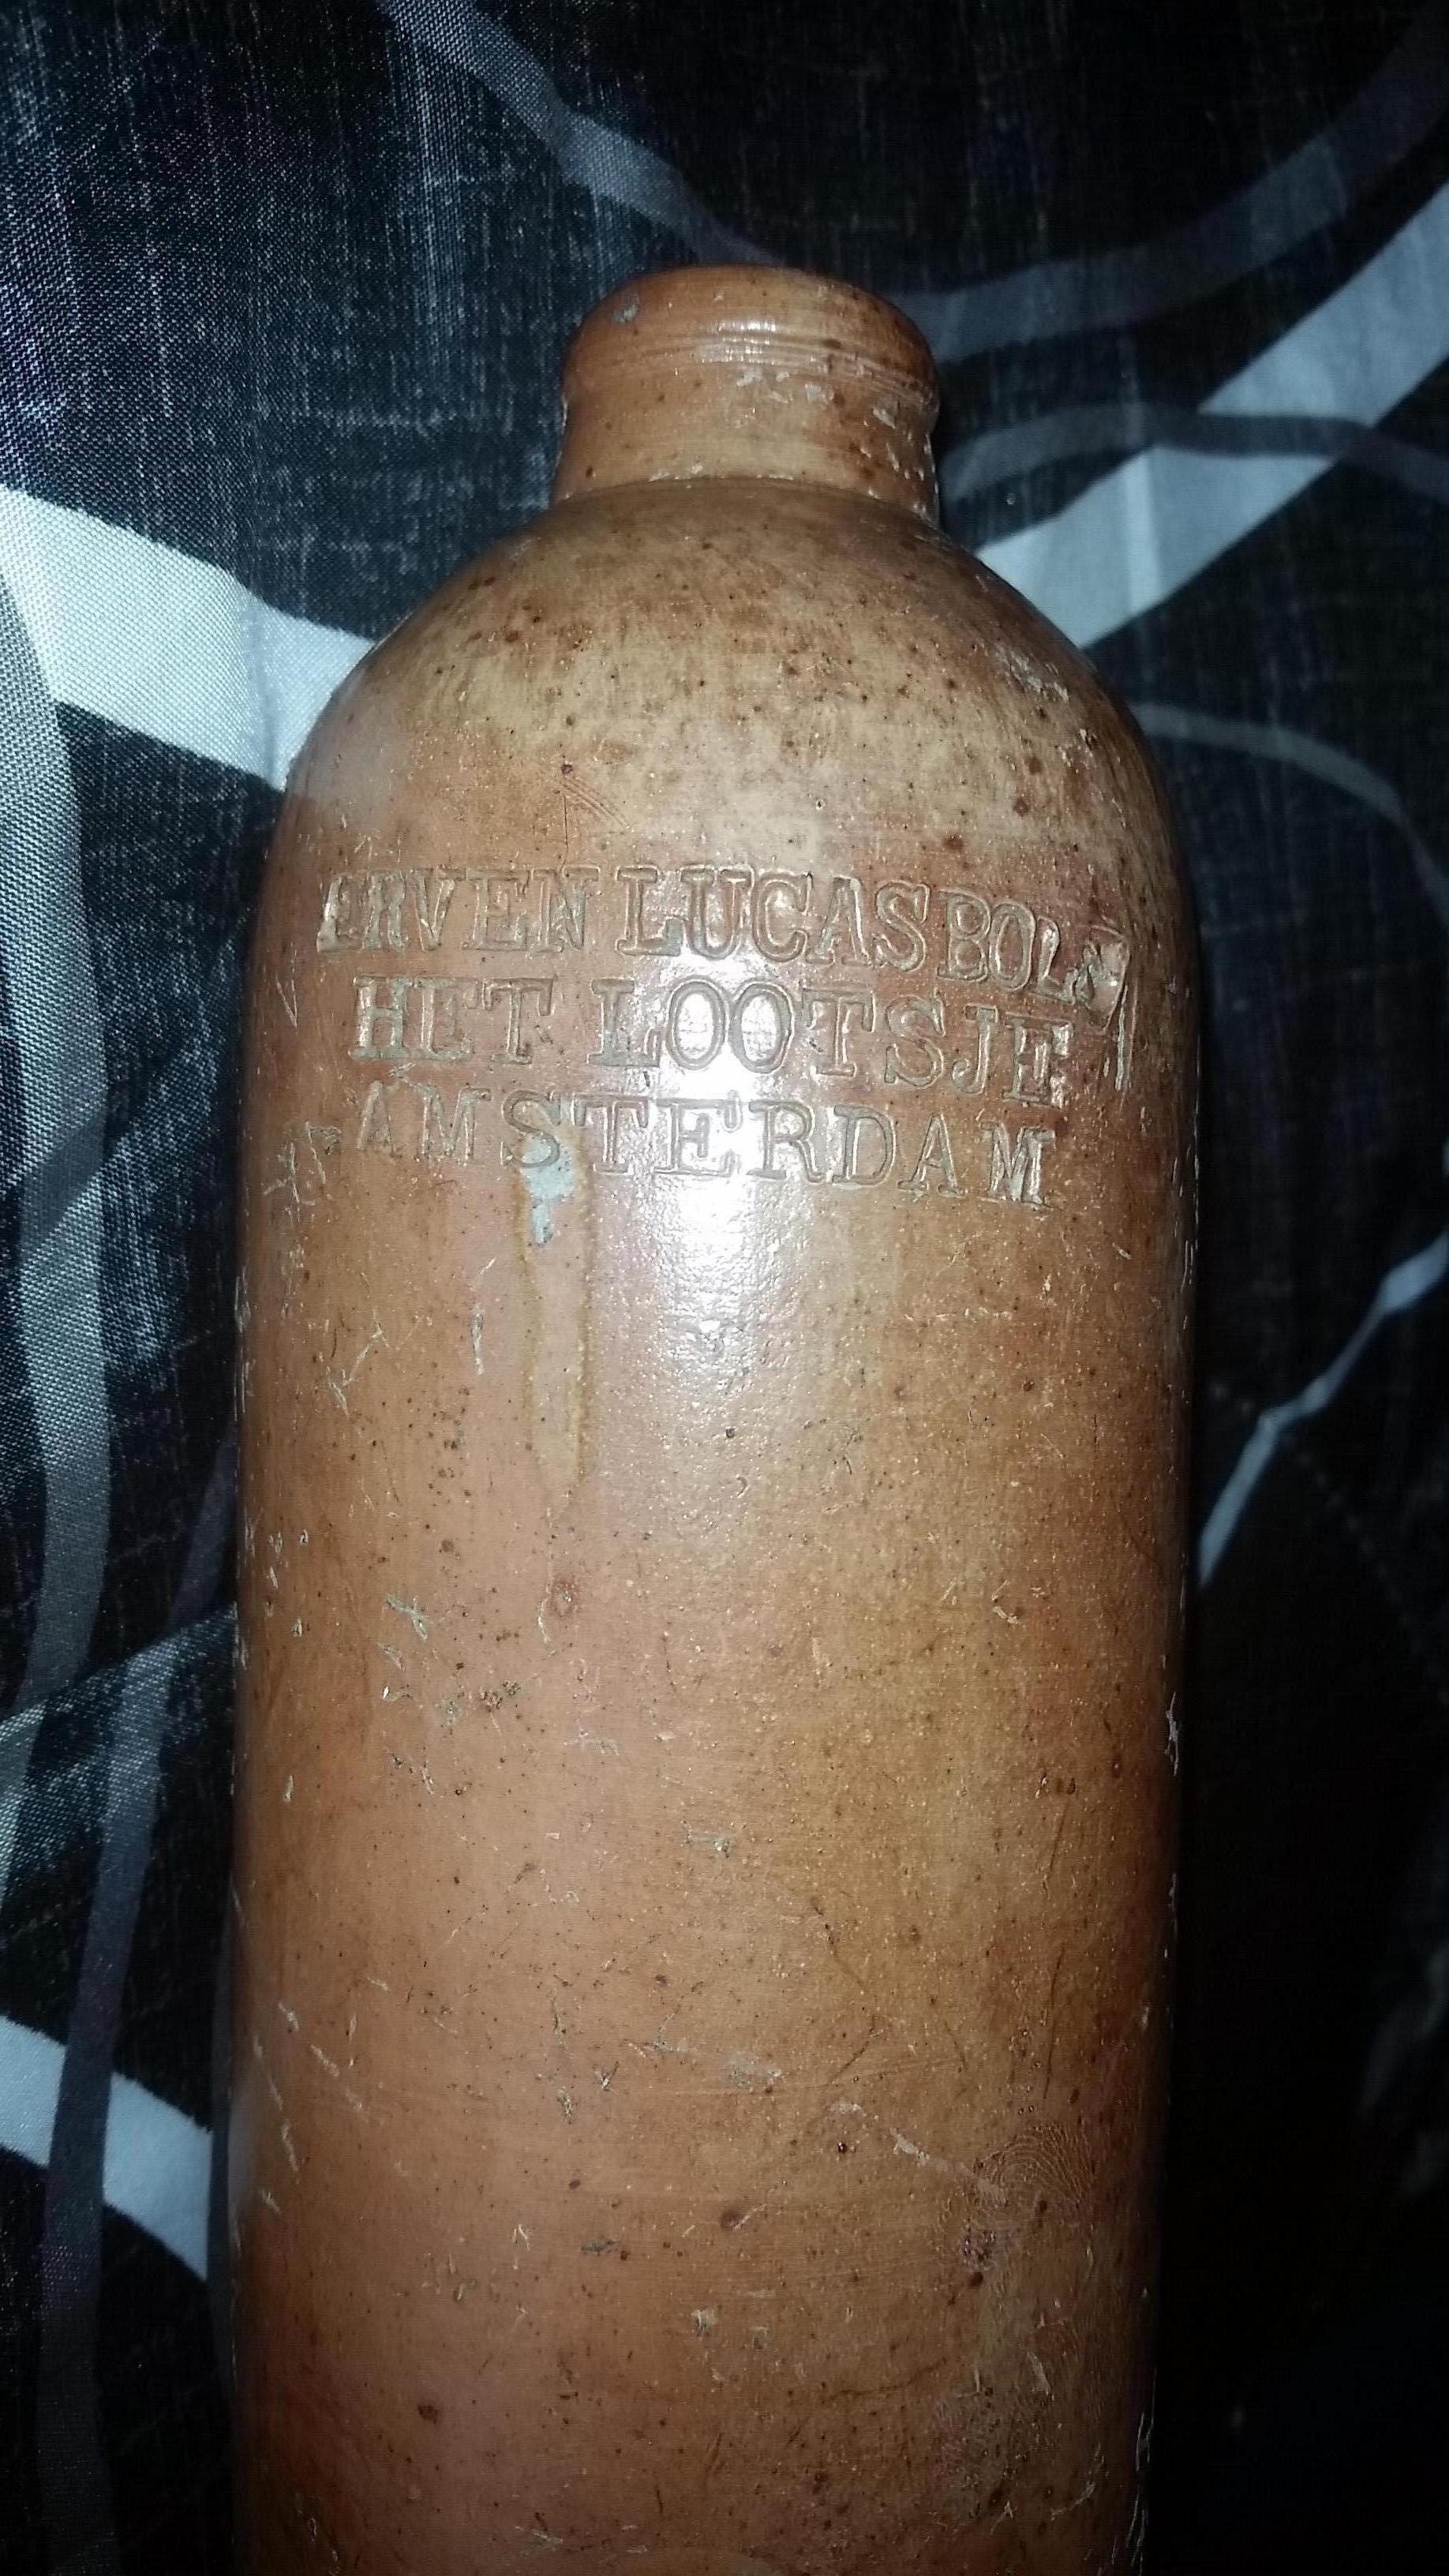 ERVEN LUCAS BOLS
HET LOOTSJE
AMSTERDAM